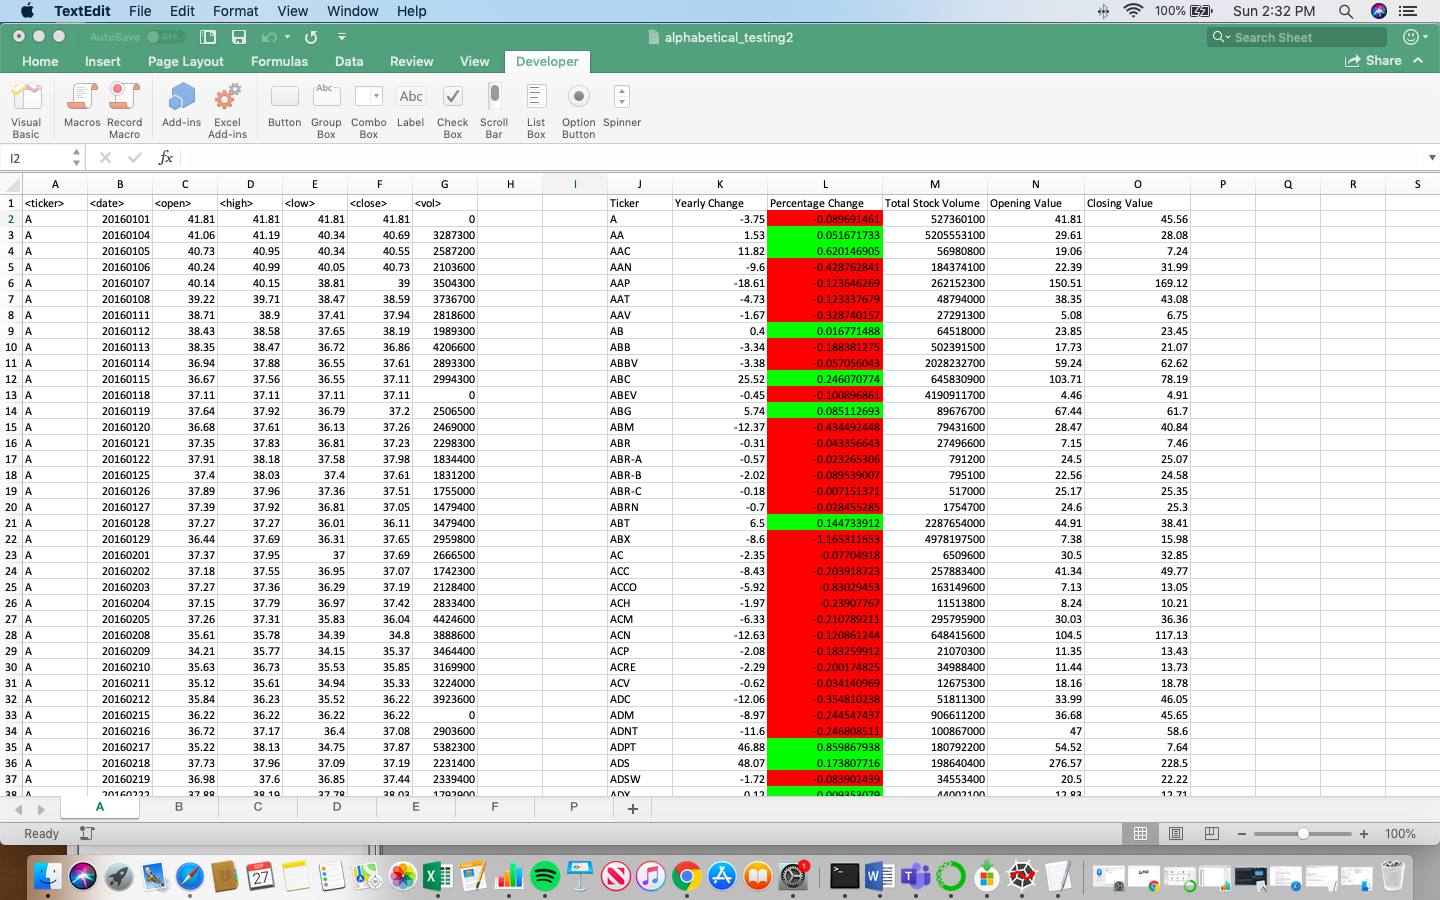 TextEdit File Edit Format View Window Help 100% Sun 2:32 PM
AutoSave OFF alphabetical_testing2 Search Sheet
Home Insert Page Layout Formulas Data Review View Developer Share
Visual Basic Macros Record Macro Add-ins Excel Add-ins Button Group Box Combo Box Label Check Box Scroll Bar List Box Option Button Spinner
Abc Abc
I2 fx
A B C D E F G H I J K L M N O P Q R S
1 <ticker> <date> <open> <high> <low> <close> <vol> Ticker Yearly Change Percentage Change Total Stock Volume Opening Value Closing Value
2 A 20160101 41.81 41.81 41.81 41.81 0 A -3.75 -0.089691461 527360100 41.81 45.56
3 A 20160104 41.06 41.19 40.34 40.69 3287300 AA 1.53 0.051671733 5205553100 29.61 28.08
4 A 20160105 40.73 40.95 40.34 40.55 2587200 AAC 11.82 0.620146905 56980800 19.06 7.24
5 A 20160106 40.24 40.99 40.05 40.73 2103600 AAN -9.6 -0.428762841 184374100 22.39 31.99
6 A 20160107 40.14 40.15 38.81 39 3504300 AAP -18.61 -0.123646269 262152300 150.51 169.12
7 A 20160108 39.22 39.71 38.47 38.59 3736700 AAT -4.73 -0.123337679 48794000 38.35 43.08
8 A 20160111 38.71 38.9 37.41 37.94 2818600 AAV -1.67 -0.328740157 27291300 5.08 6.75
9 A 20160112 38.43 38.58 37.65 38.19 1989300 AB 0.4 0.016771488 64518000 23.85 23.45
10 A 20160113 38.35 38.47 36.72 36.86 4206600 ABB -3.34 -0.188381275 502391500 17.73 21.07
11 A 20160114 36.94 37.88 36.55 37.61 2893300 ABBV -3.38 -0.057056043 2028232700 59.24 62.62
12 A 20160115 36.67 37.56 36.55 37.11 2994300 ABC 25.52 0.246070774 645830900 103.71 78.19
13 A 20160118 37.11 37.11 37.11 37.11 0 ABEV -0.45 -0.100896861 4190911700 4.46 4.91
14 A 20160119 37.64 37.92 36.79 37.2 2506500 ABG 5.74 0.085112693 89676700 67.44 61.7
15 A 20160120 36.68 37.61 36.13 37.26 2469000 ABM -12.37 -0.434492448 79431600 28.47 40.84
16 A 20160121 37.35 37.83 36.81 37.23 2298300 ABR -0.31 -0.043356643 27496600 7.15 7.46
17 A 20160122 37.91 38.18 37.58 37.98 1834400 ABR-A -0.57 -0.023265306 791200 24.5 25.07
18 A 20160125 37.4 38.03 37.4 37.61 1831200 ABR-B -2.02 -0.089539007 795100 22.56 24.58
19 A 20160126 37.89 37.96 37.36 37.51 1755000 ABR-C -0.18 -0.007151371 517000 25.17 25.35
20 A 20160127 37.39 37.92 36.81 37.05 1479400 ABRN -0.7 -0.028455285 1754700 24.6 25.3
21 A 20160128 37.27 37.27 36.01 36.11 3479400 ABT 6.5 0.144733912 2287654000 44.91 38.41
22 A 20160129 36.44 37.69 36.31 37.65 2959800 ABX -8.6 -1.165311653 4978197500 7.38 15.98
23 A 20160201 37.37 37.95 37 37.69 2666500 AC -2.35 -0.07704918 6509600 30.5 32.85
24 A 20160202 37.18 37.55 36.95 37.07 1742300 ACC -8.43 -0.203918723 257883400 41.34 49.77
25 A 20160203 37.27 37.36 36.29 37.19 2128400 ACCO -5.92 -0.83029453 163149600 7.13 13.05
26 A 20160204 37.15 37.79 36.97 37.42 2833400 ACH -1.97 -0.23907767 11513800 8.24 10.21
27 A 20160205 37.26 37.31 35.83 36.04 4424600 ACM -6.33 -0.210789211 295795900 30.03 36.36
28 A 20160208 35.61 35.78 34.39 34.8 3888600 ACN -12.63 -0.120861244 648415600 104.5 117.13
29 A 20160209 34.21 35.77 34.15 35.37 3464400 ACP -2.08 -0.183259912 21070300 11.35 13.43
30 A 20160210 35.63 36.73 35.53 35.85 3169900 ACRE -2.29 -0.200174825 34988400 11.44 13.73
31 A 20160211 35.12 35.61 34.94 35.33 3224000 ACV -0.62 -0.034140969 12675300 18.16 18.78
32 A 20160212 35.84 36.23 35.52 36.22 3923600 ADC -12.06 -0.354810238 51811300 33.99 46.05
33 A 20160215 36.22 36.22 36.22 36.22 0 ADM -8.97 -0.244547437 906611200 36.68 45.65
34 A 20160216 36.72 37.17 36.4 37.08 2903600 ADNT -11.6 -0.246808511 100867000 47 58.6
35 A 20160217 35.22 38.13 34.75 37.87 5382300 ADPT 46.88 0.859867938 180792200 54.52 7.64
36 A 20160218 37.73 37.96 37.09 37.19 2231400 ADS 48.07 0.173807716 198640400 276.57 228.5
37 A 20160219 36.98 37.6 36.85 37.44 2339400 ADSW -1.72 -0.083902439 34553400 20.5 22.22
38 A 20160222 37.88 38.19 37.78 38.03 1792900 ADX 0.12 0.009353079 44002100 12.83 12.71
A B C D E F P +
Ready 100%
SEP
27
1